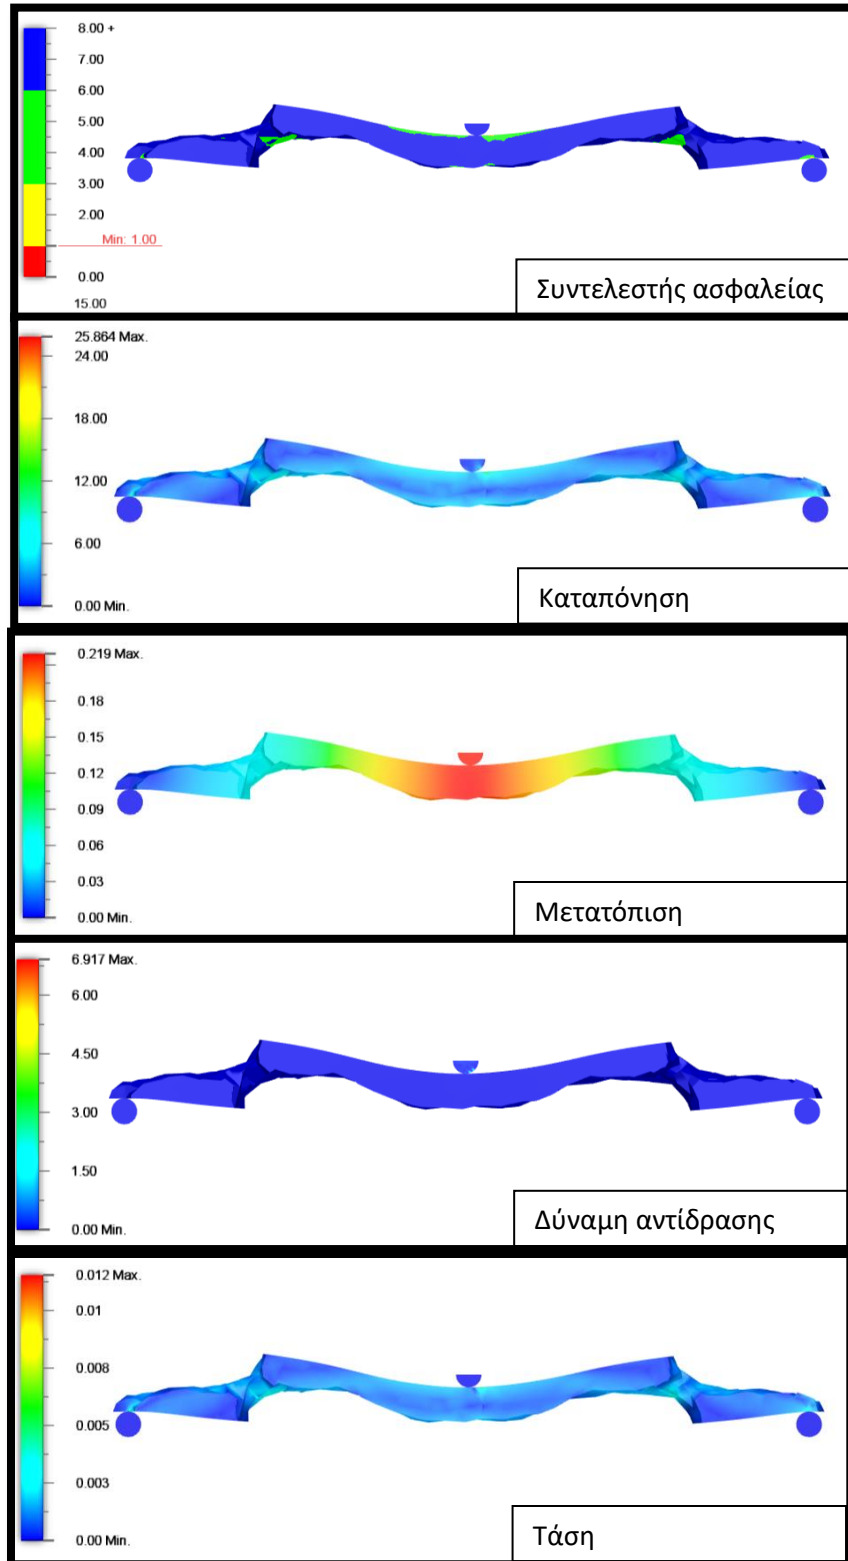 8.00 +
7.00
6.00
5.00
4.00
3.00
2.00
Min: 1.00
0.00
Συντελεστής ασφαλείας
15.00
25.864 Max.
24.00
18.00
12.00
6.00
0.00 Min.
Καταπόνηση
0.219 Max.
0.18
0.15
0.12
0.09
0.06
0.03
0.00 Min.
Μετατόπιση
6.917 Max.
6.00
4.50
3.00
1.50
0.00 Min.
Δύναμη αντίδρασης
0.012 Max.
0.01
0.008
0.005
0.003
0.00 Min.
Τάση